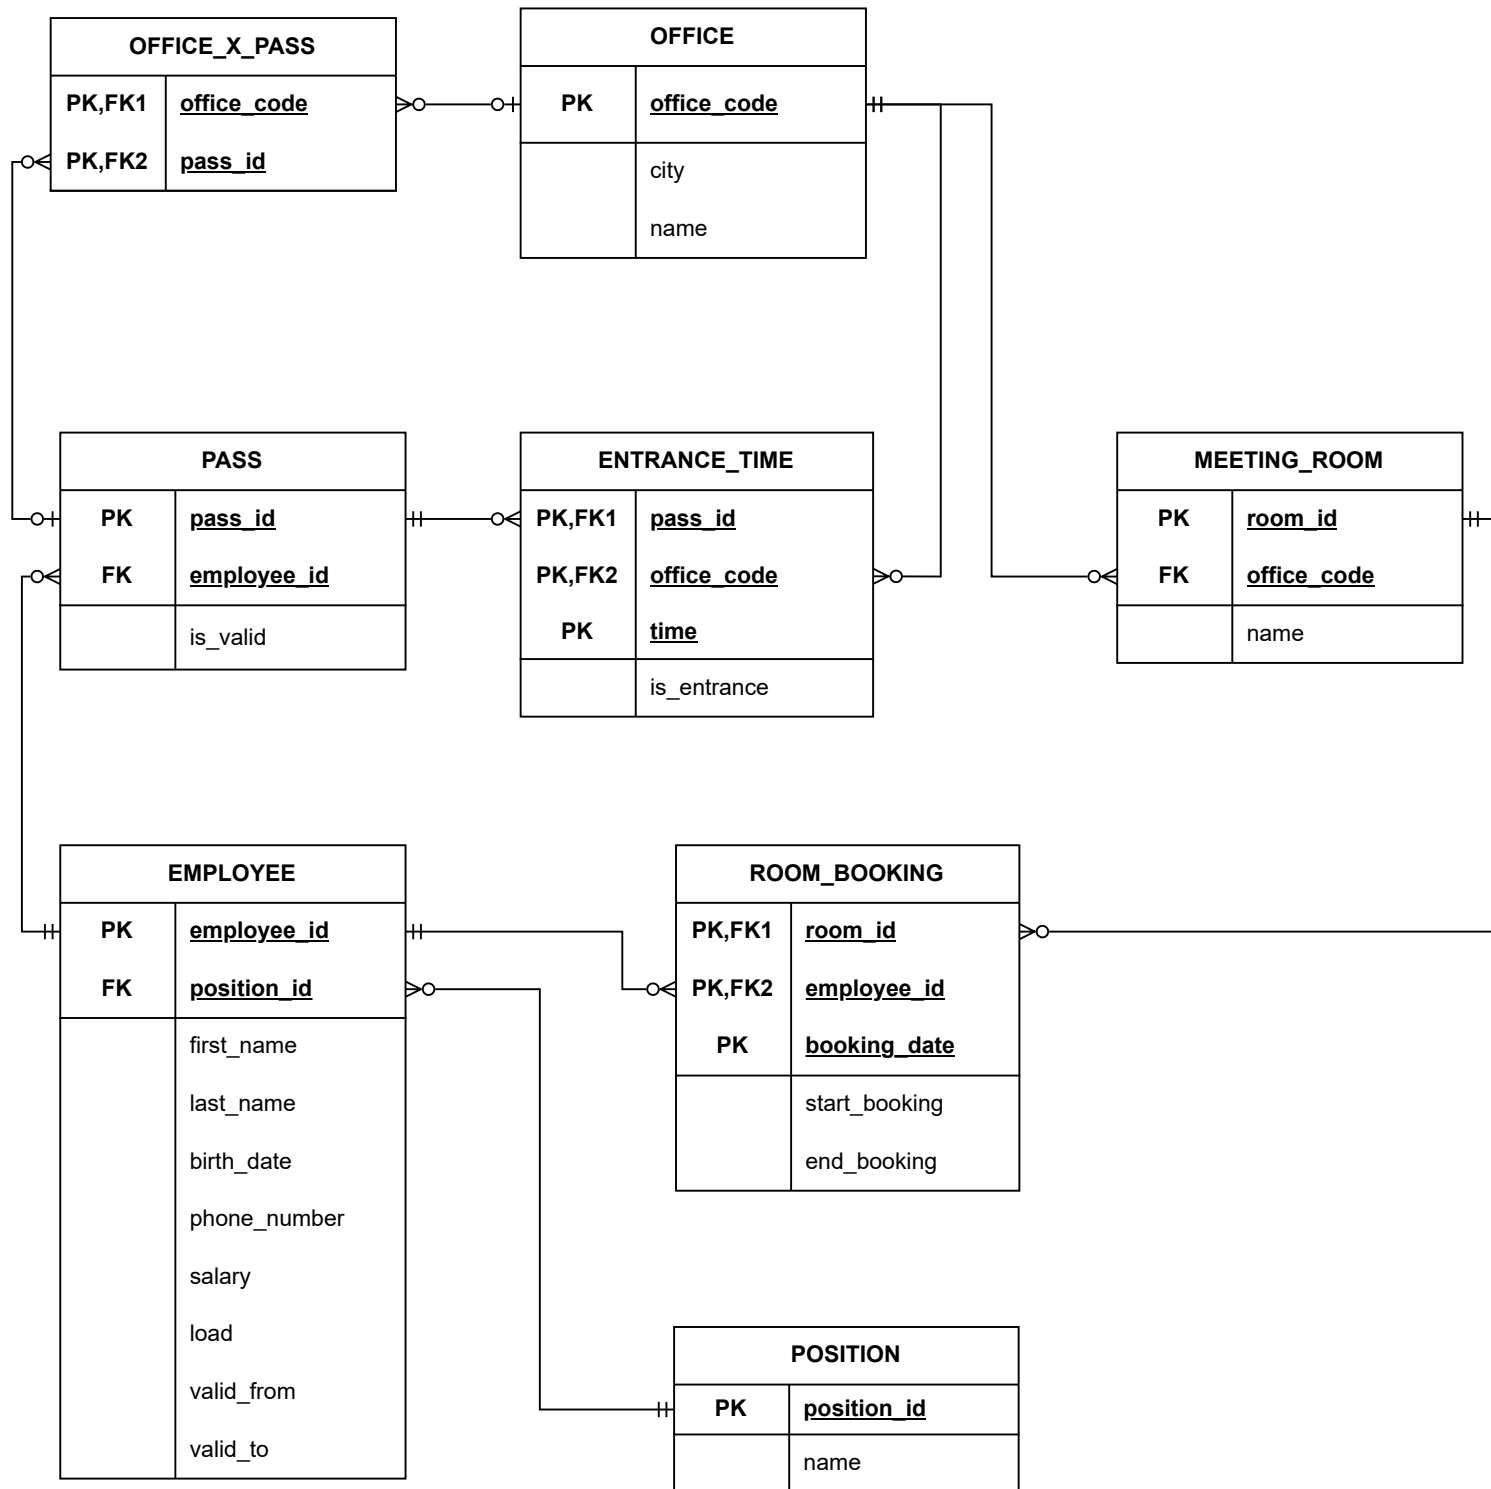 OFFICE_X_PASS
PK,FK1 office_code
PK,FK2 pass_id
OFFICE
PK office_code
city
name
PASS
PK pass_id
FK employee_id
is_valid
ENTRANCE_TIME
PK,FK1 pass_id
PK,FK2 office_code
PK time
is_entrance
MEETING_ROOM
PK room_id
FK office_code
name
EMPLOYEE
PK employee_id
FK position_id
first_name
last_name
birth_date
phone_number
salary
load
valid_from
valid_to
ROOM_BOOKING
PK,FK1 room_id
PK,FK2 employee_id
PK booking_date
start_booking
end_booking
POSITION
PK position_id
name